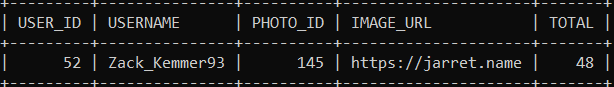 | USER_ID | USERNAME | PHOTO_ID | IMAGE_URL | TOTAL |
| 52 | Zack_Kemmer93 | 145 | https://jarret.name | 48 |